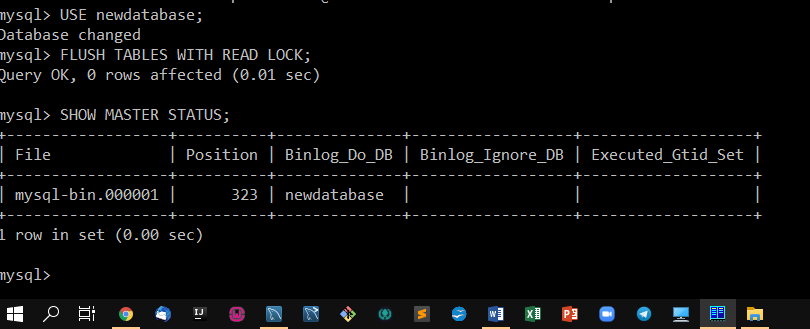 mysql> USE newdatabase;
Database changed
mysql> FLUSH TABLES WITH READ LOCK;
Query OK, 0 rows affected (0.01 sec)
mysql> SHOW MASTER STATUS;
+------------------+----------+--------------+------------------+-------------------+
| File | Position | Binlog_Do_DB | Binlog_Ignore_DB | Executed_Gtid_Set |
+------------------+----------+--------------+------------------+-------------------+
| mysql-bin.000001 | 323 | newdatabase | | |
+------------------+----------+--------------+------------------+-------------------+
1 row in set (0.00 sec)
mysql>